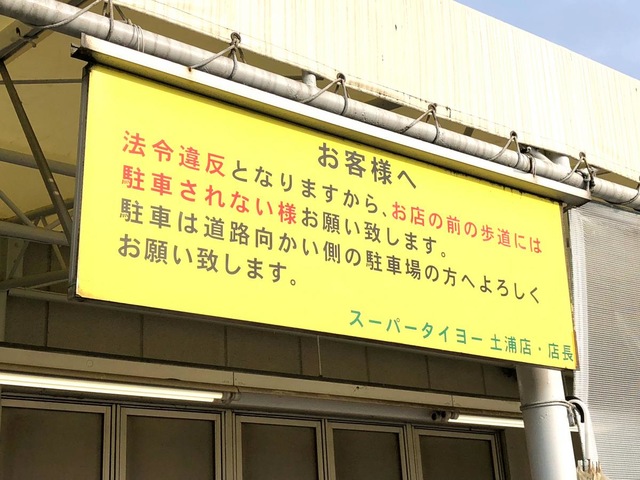 お客様へ
法令違反となりますから、お店の前の歩道には
駐車されない様お願い致します。
駐車は道路向かい側の駐車場の方へよろしく
お願い致します。
スーパータイヨー土浦店・店長